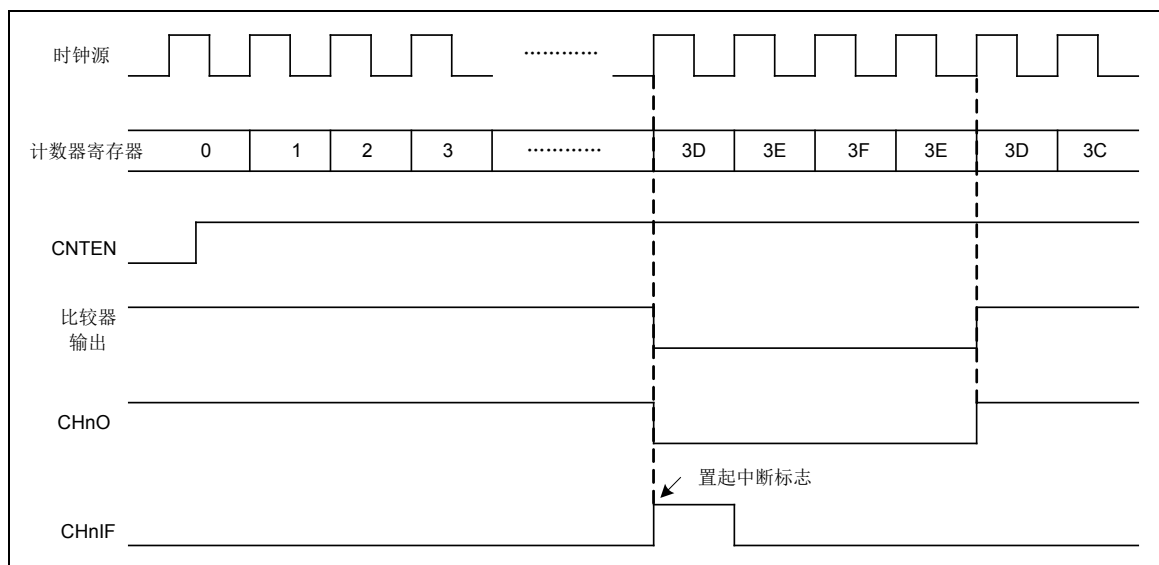 时钟源
…………
计数器寄存器 0 1 2 3 ………… 3D 3E 3F 3E 3D 3C
CNTEN
比较器
输出
CHnO
置起中断标志
CHnIF